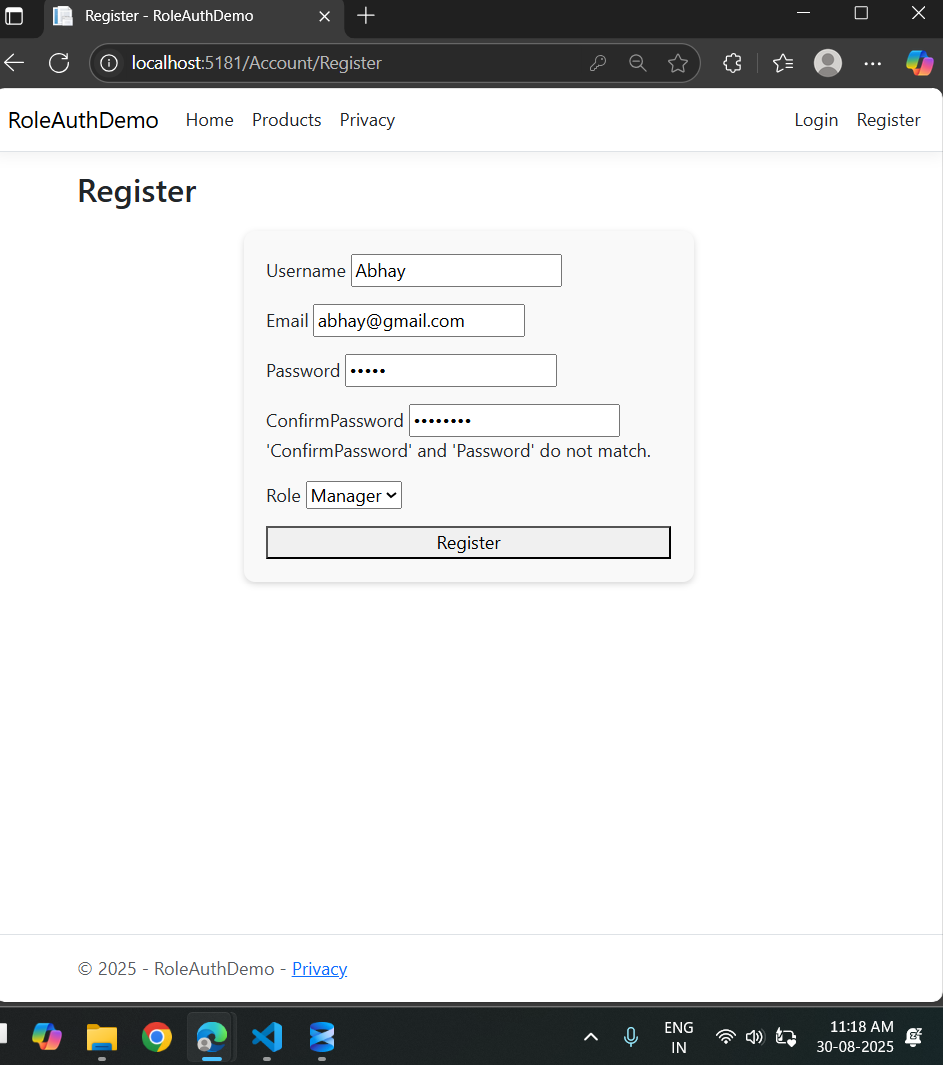 Register - RoleAuthDemo
localhost:5181/Account/Register
RoleAuthDemo Home Products Privacy Login Register
Register
Username Abhay
Email abhay@gmail.com
Password •••••
ConfirmPassword ••••••••
'ConfirmPassword' and 'Password' do not match.
Role Manager
Register
© 2025 - RoleAuthDemo - Privacy
ENG
IN
11:18 AM
30-08-2025